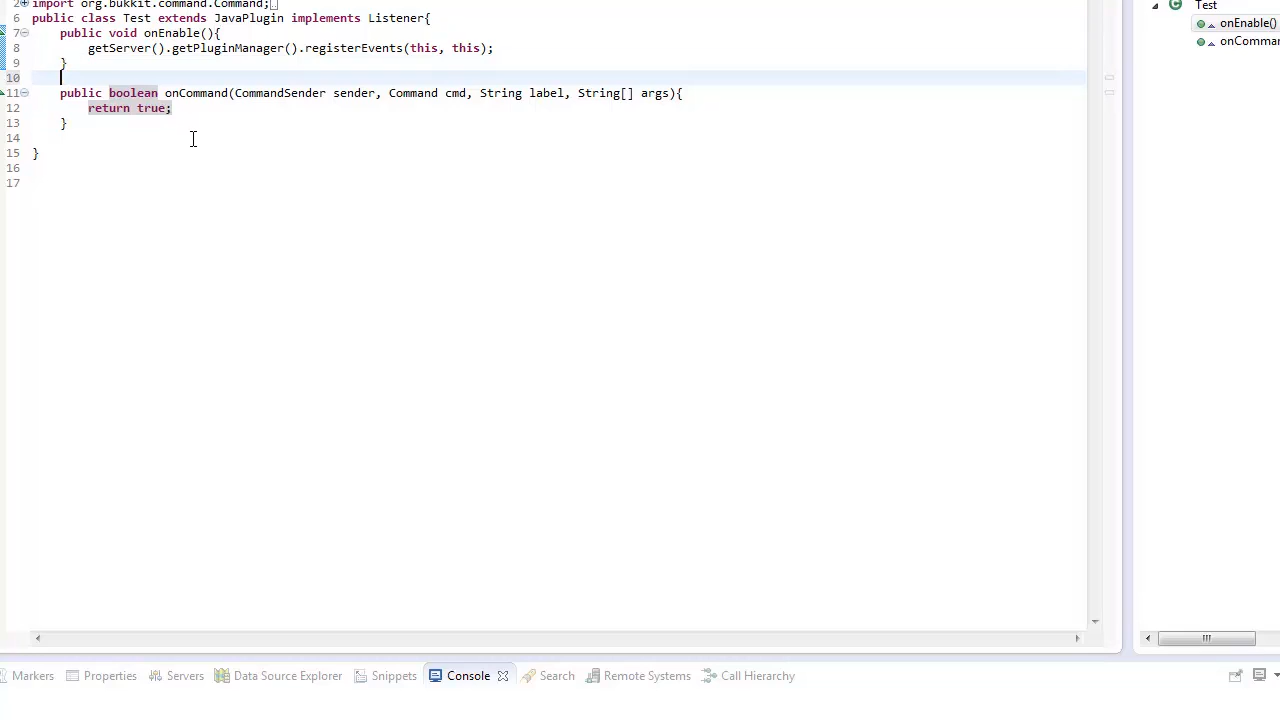 2 import org.bukkit.command.Command;
Test
6 public class Test extends JavaPlugin implements Listener{
7 public void onEnable(){
onEnable()
8 getServer().getPluginManager().registerEvents(this, this);
onComman
9 }
10
11 public boolean onCommand(CommandSender sender, Command cmd, String label, String[] args){
12 return true;
13 }
14
15 }
16
17
Markers Properties Servers Data Source Explorer Snippets Console Search Remote Systems Call Hierarchy